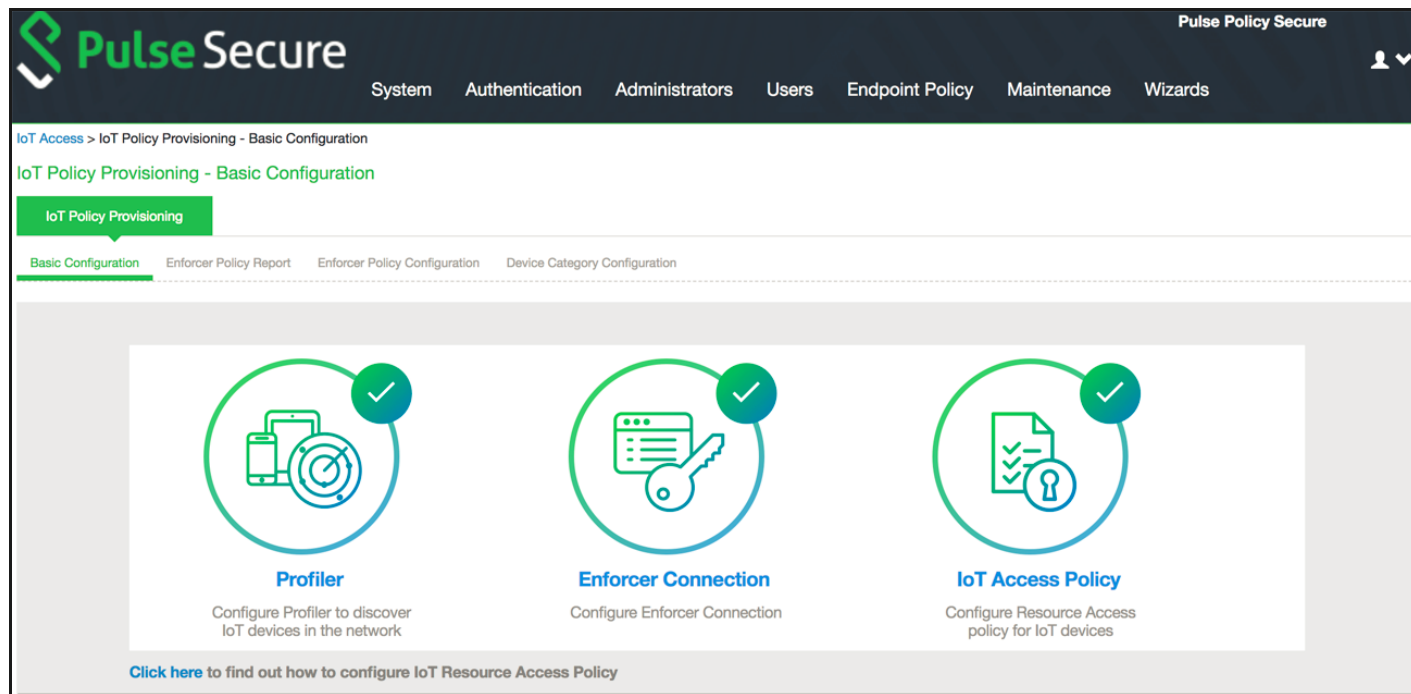 Pulse Policy Secure
Pulse Secure
System Authentication Administrators Users Endpoint Policy Maintenance Wizards
IoT Access > IoT Policy Provisioning - Basic Configuration
IoT Policy Provisioning - Basic Configuration
IoT Policy Provisioning
Basic Configuration Enforcer Policy Report Enforcer Policy Configuration Device Category Configuration
Profiler
Configure Profiler to discover
IoT devices in the network
Enforcer Connection
Configure Enforcer Connection
IoT Access Policy
Configure Resource Access
policy for IoT devices
Click here to find out how to configure IoT Resource Access Policy